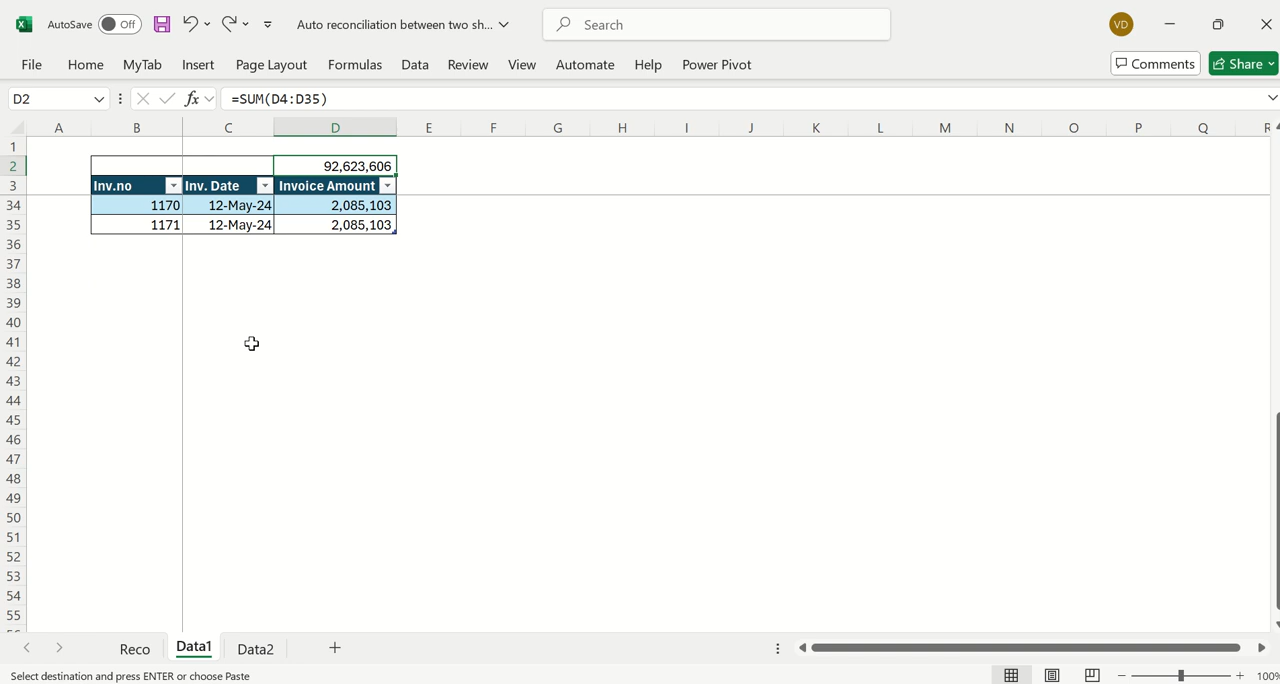 AutoSave Off Auto reconciliation between two sh... Search VD
File Home MyTab Insert Page Layout Formulas Data Review View Automate Help Power Pivot Comments Share
D2 fx =SUM(D4:D35)
A B C D E F G H I J K L M N O P Q R
1
2 92,623,606
3 Inv.no Inv. Date Invoice Amount
34 1170 12-May-24 2,085,103
35 1171 12-May-24 2,085,103
36
37
38
39
40
41
42
43
44
45
46
47
48
49
50
51
52
53
54
55
56
Reco Data1 Data2
Select destination and press ENTER or choose Paste 100%